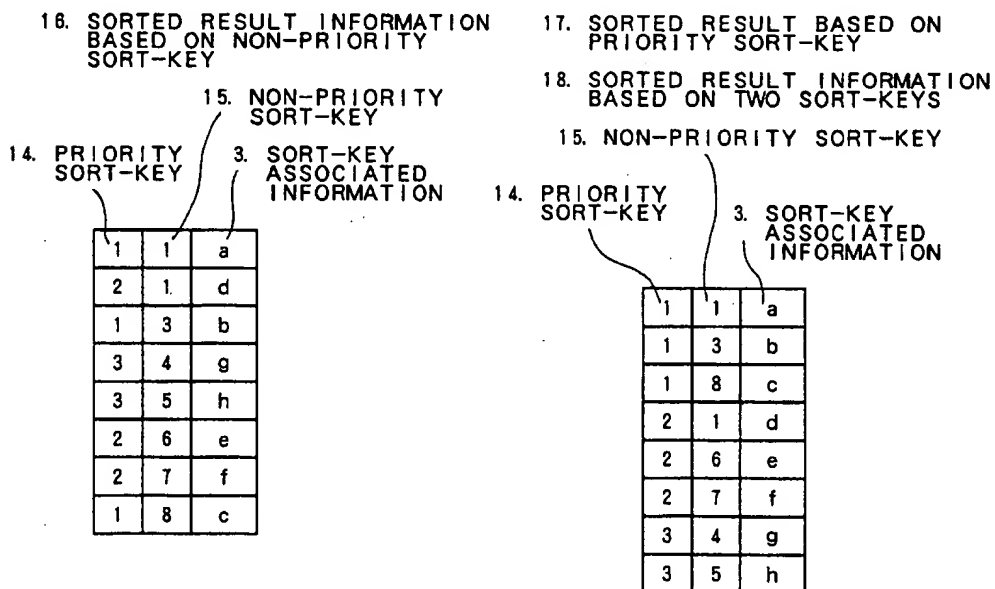 16. SORTED RESULT INFORMATION
BASED ON NON-PRIORITY
SORT-KEY
15. NON-PRIORITY
SORT-KEY
14. PRIORITY
SORT-KEY
3. SORT-KEY
ASSOCIATED
INFORMATION
1 1 a
2 1. d
1 3 b
3 4 g
3 5 h
2 6 e
2 7 f
1 8 c
17. SORTED RESULT BASED ON
PRIORITY SORT-KEY
18. SORTED RESULT INFORMATION
BASED ON TWO SORT-KEYS
15. NON-PRIORITY SORT-KEY
14. PRIORITY
SORT-KEY
3. SORT-KEY
ASSOCIATED
INFORMATION
1 1 a
1 3 b
1 8 c
2 1 d
2 6 e
2 7 f
3 4 g
3 5 h